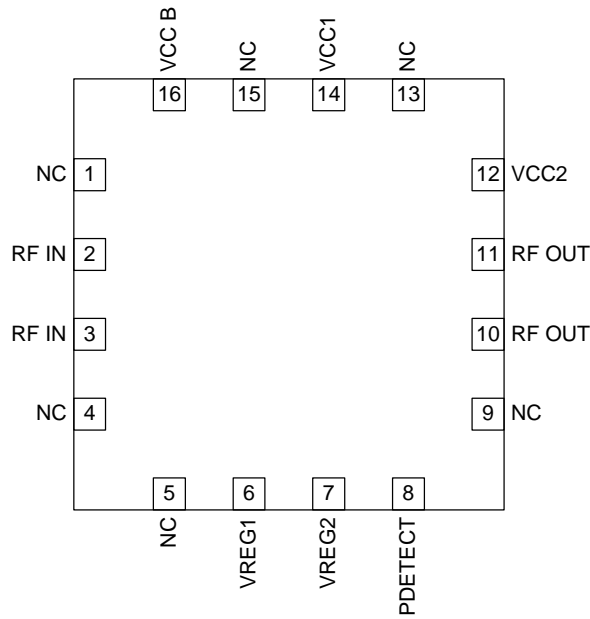 VCC B
NC
VCC1
NC
16
15
14
13
NC 1
12 VCC2
RF IN 2
11 RF OUT
RF IN 3
10 RF OUT
NC 4
9 NC
5
6
7
8
NC
VREG1
VREG2
PDETECT